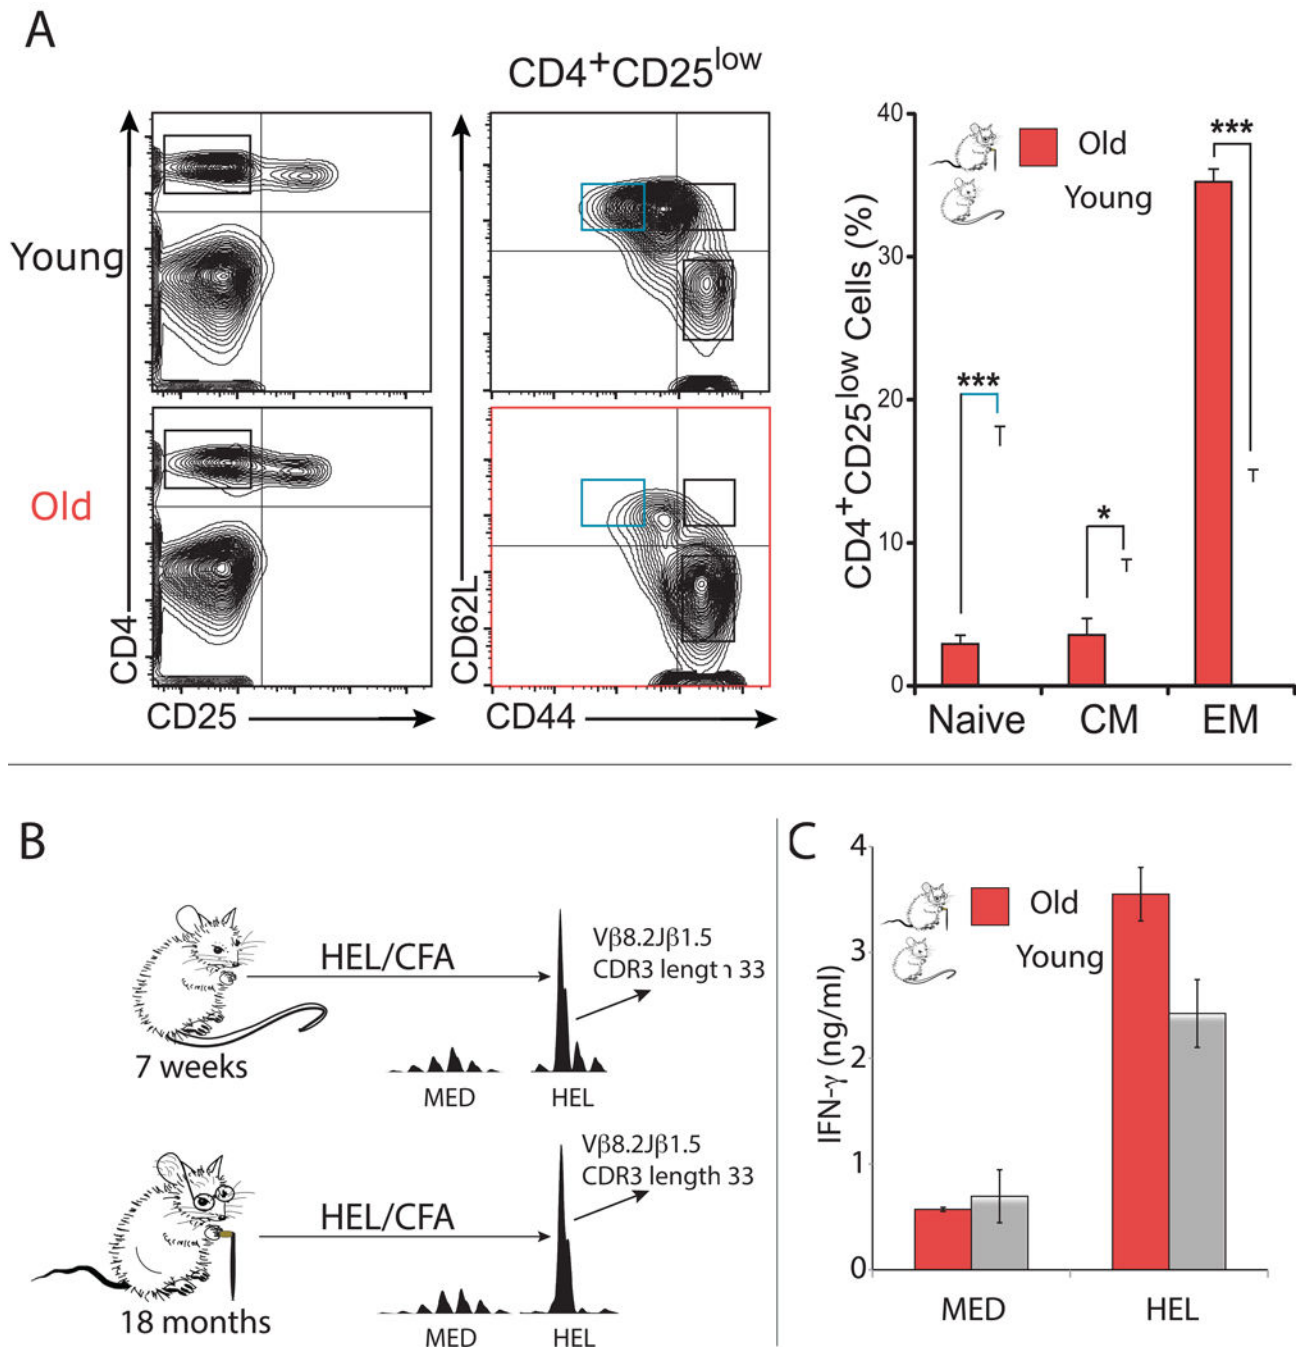 A
CD4+CD25low
Young
Old
CD4
CD25
CD62L
CD44
CD4+CD25low Cells (%)
40
30
20
10
0
Old
Young
***
*
***
Naive
CM
EM
B
HEL/CFA
Vβ8.2Jβ1.5
CDR3 length 33
7 weeks
MED
HEL
HEL/CFA
Vβ8.2Jβ1.5
CDR3 length 33
18 months
MED
HEL
C
IFN-γ (ng/ml)
4
3
2
1
0
Old
Young
MED
HEL